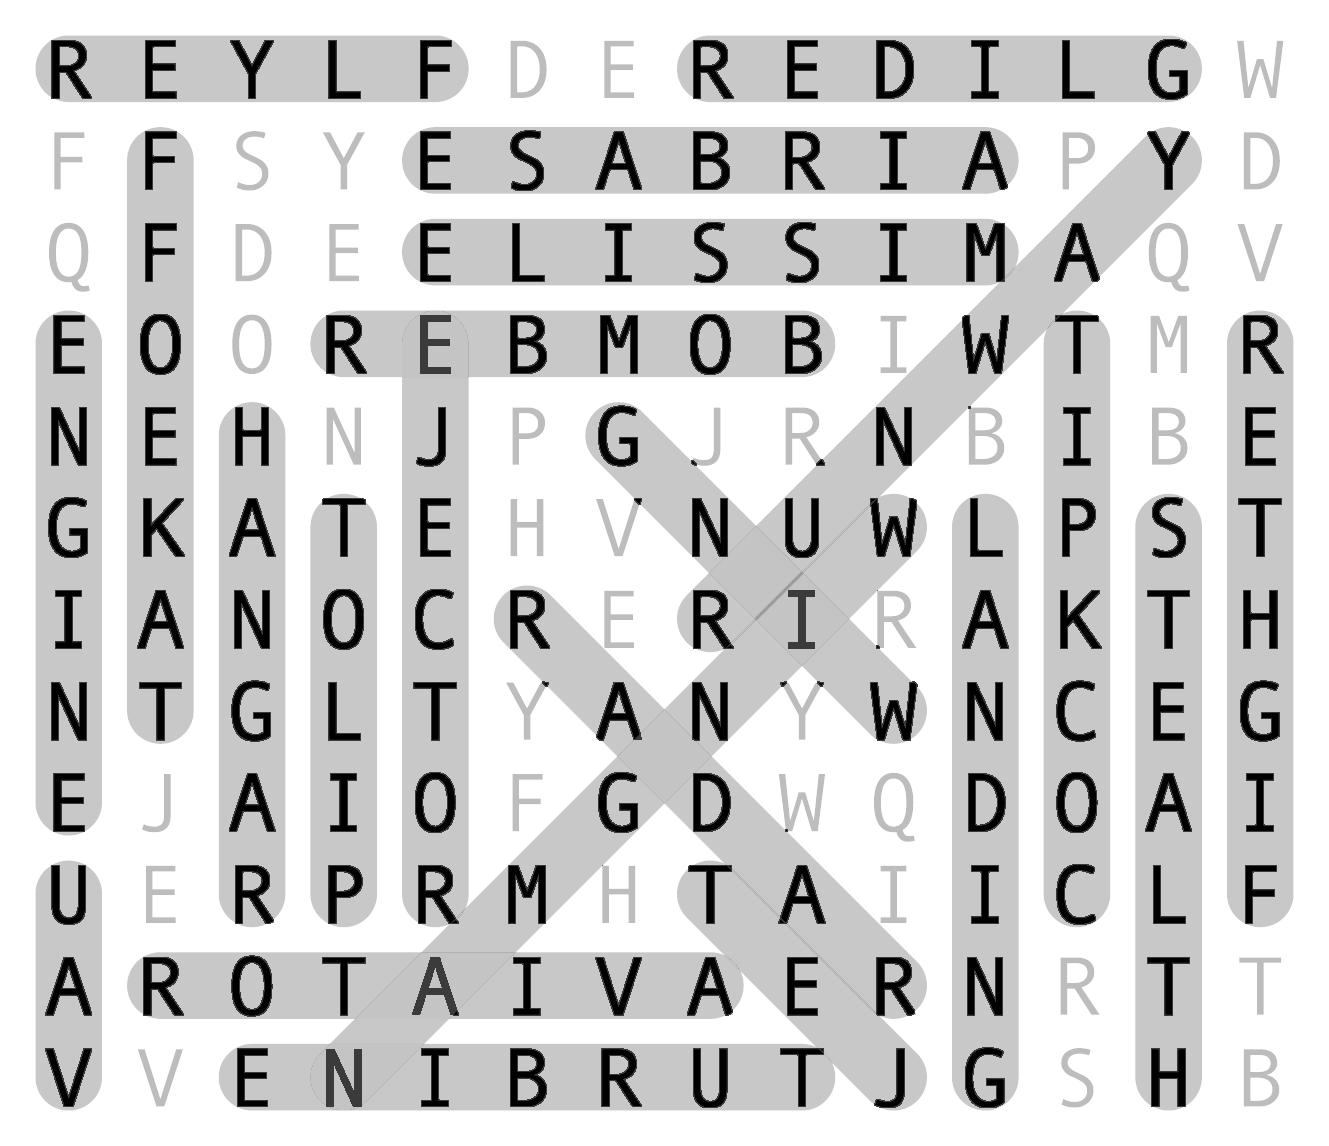 R E Y L F D E R E D I L G W
F F S Y E S A B R I A P Y D
Q F D E E L I S S I M A Q V
E O O R E B M O B I W T M R
N E H N J P G J R N B I B E
G K A T E H V N U W L P S T
I A N O C R E R I R A K T H
N T G L T Y A N Y W N C E G
E J A I O F G D W Q D O A I
U E R P R M H T A I I C L F
A R O T A I V A E R N R T T
V V E N I B R U T J G S H B